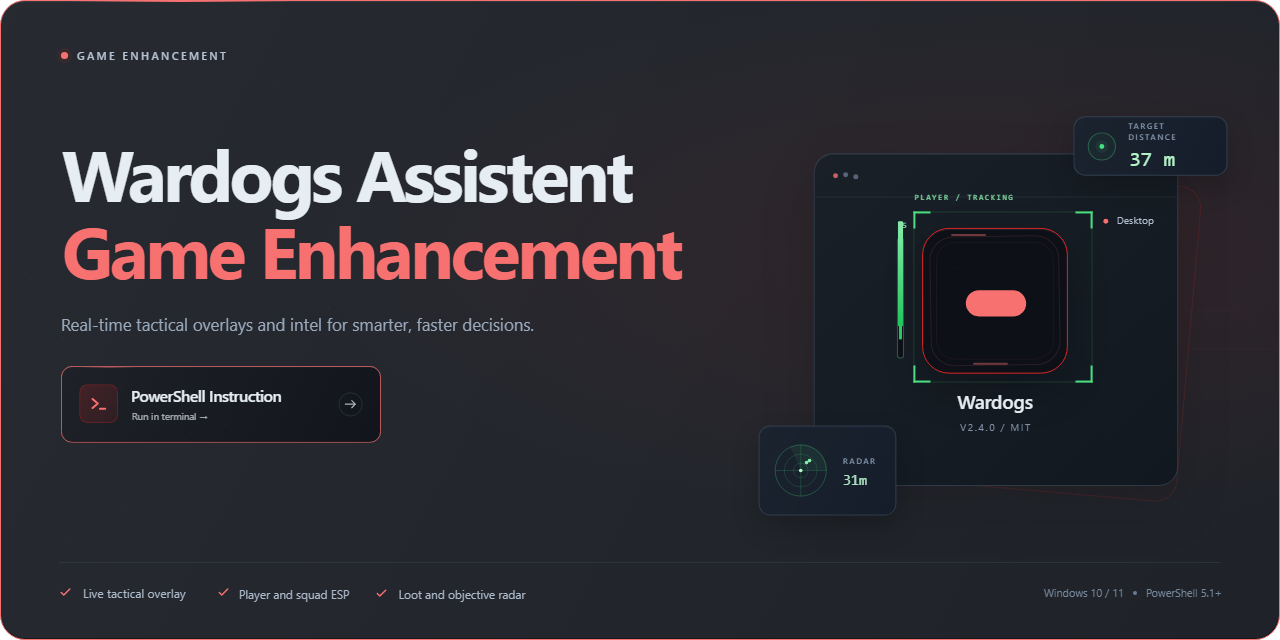 GAME ENHANCEMENT
Wardogs Assistent
Game Enhancement
Real-time tactical overlays and intel for smarter, faster decisions.
PowerShell Instruction
Run in terminal →
TARGET
DISTANCE
37 m
PLAYER / TRACKING
Desktop
Wardogs
V2.4.0 / MIT
RADAR
31m
Live tactical overlay
Player and squad ESP
Loot and objective radar
Windows 10 / 11 • PowerShell 5.1+